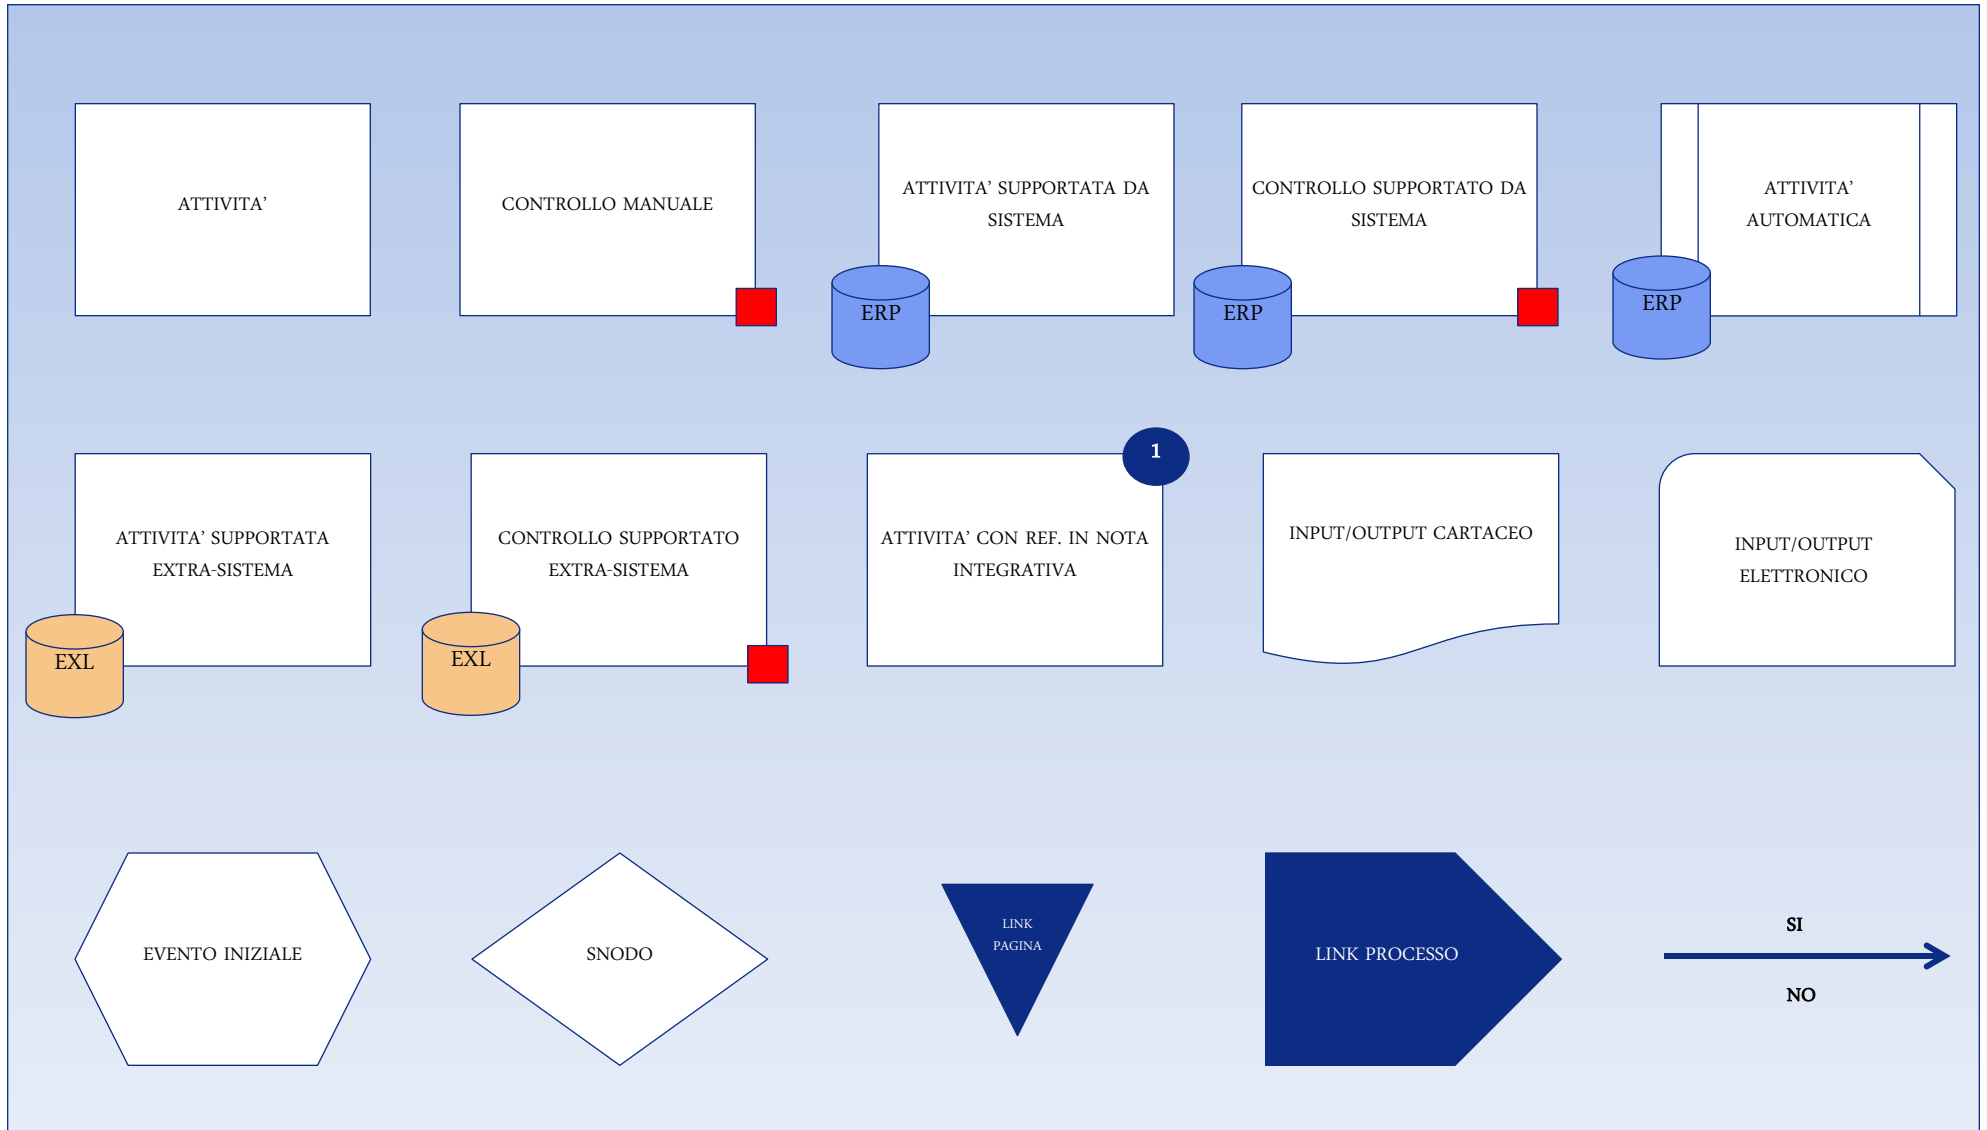 ATTIVITA’
CONTROLLO MANUALE
ATTIVITA’ SUPPORTATA DA
SISTEMA
ERP
CONTROLLO SUPPORTATO DA
SISTEMA
ERP
ATTIVITA’
AUTOMATICA
ERP
ATTIVITA’ SUPPORTATA
EXTRA-SISTEMA
EXL
CONTROLLO SUPPORTATO
EXTRA-SISTEMA
EXL
1
ATTIVITA’ CON REF. IN NOTA
INTEGRATIVA
INPUT/OUTPUT CARTACEO
INPUT/OUTPUT
ELETTRONICO
EVENTO INIZIALE
SNODO
LINK
PAGINA
LINK PROCESSO
SI
NO